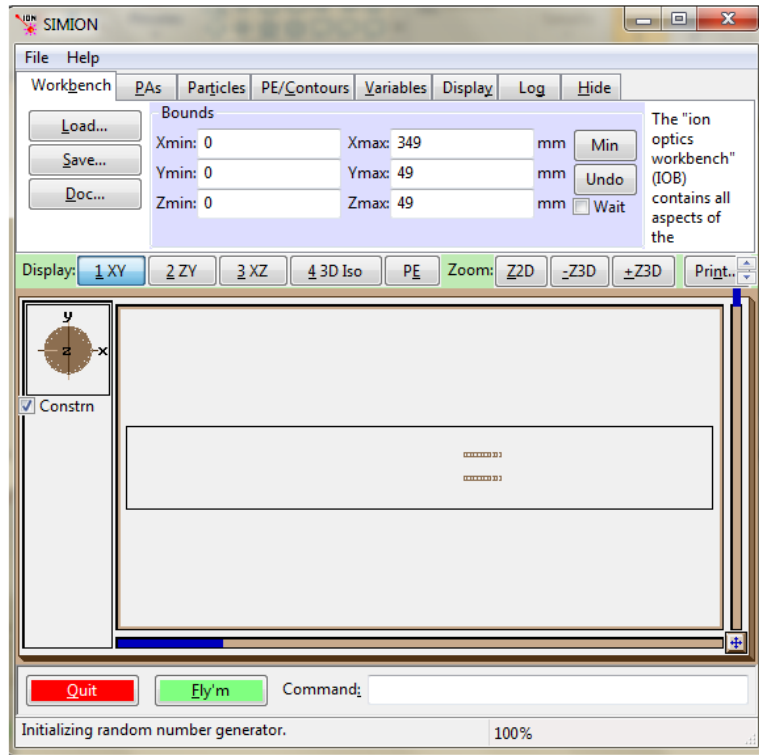 ION SIMION
File Help
Workbench PAs Particles PE/Contours Variables Display Log Hide
Load...
Save...
Doc...
Bounds
Xmin: 0 Xmax: 349 mm Min
Ymin: 0 Ymax: 49 mm Undo
Zmin: 0 Zmax: 49 mm Wait
The "ion
optics
workbench"
(IOB)
contains all
aspects of
the
Display: 1 XY 2 ZY 3 XZ 4 3D Iso PE Zoom: Z2D -Z3D +Z3D Print..
y
z x
Constrn
Quit Fly'm Command:
Initializing random number generator. 100%